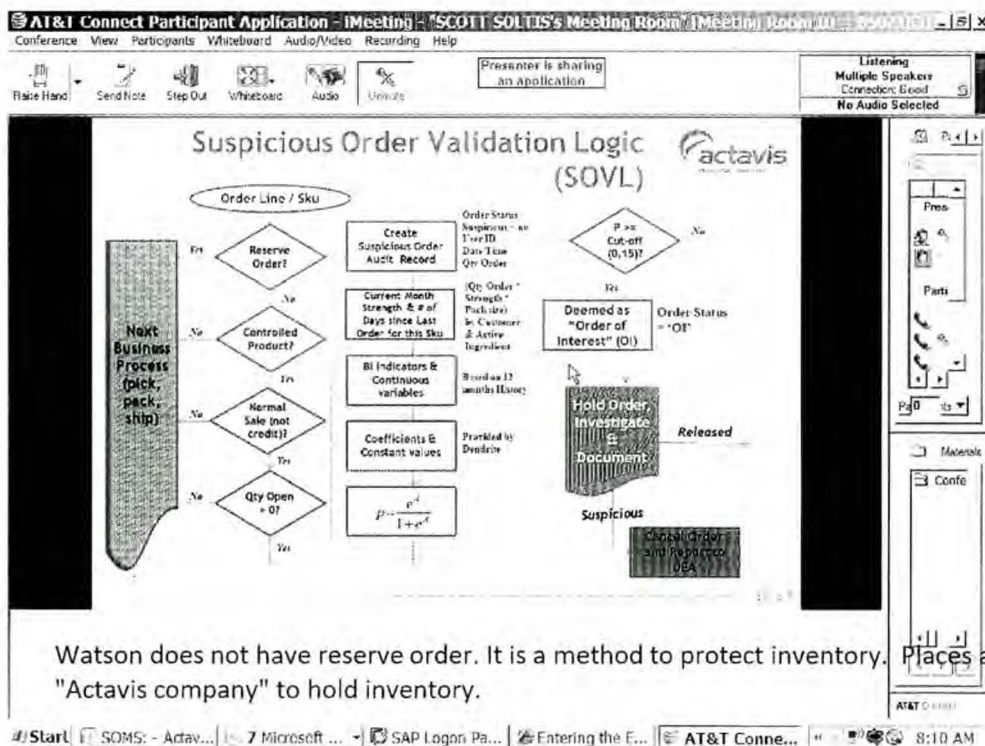 AT&T Connect Participant Application - iMeeting - "SCOTT SOLTIS's Meeting Room" (Meeting Room ID
Conference View Participants Whiteboard Audio/Video Recording Help
Raise Hand
Send Note
Step Out
Whiteboard
Audio
Unmute
Presenter is sharing
an application
Listening
Multiple Speakers
Connection: Good
No Audio Selected
Suspicious Order Validation Logic
(SOVL)
actavis
Order Line / Sku
Reserve
Order?
Yes
No
Controlled
Product?
No
Yes
Normal
Sale (not
credit)?
No
Yes
Qty Open
> 0?
No
Yes
Next
Business
Process
(pick,
pack,
ship)
Create
Suspicious Order
Audit Record
Order Status
User ID
Date Time
Qty Order
Current Month
Strength & # of
Days since Last
Order for this Sku
(Qty Order *
Strength *
Pack size)
by Customer
& Active
Ingredient
BI Indicators &
Continuous
variables
Based on 12
months History
Coefficients &
Constant values
Provided by
Dendrite
P >=
Cut-off
(0,15)?
No
Yes
Deemed as
"Order of
Interest" (OI)
Order Status
= 'OI'
Hold Order,
Investigate
&
Document
Released
Suspicious
Cancel Order
and Report to
DEA
Pres
Parti
Materials
Confe
AT&T
Watson does not have reserve order. It is a method to protect inventory. Places a
"Actavis company" to hold inventory.
Start
SOMS: - Actav...
7 Microsoft ...
SAP Logon Pa...
Entering the E...
AT&T Conne...
8:10 AM